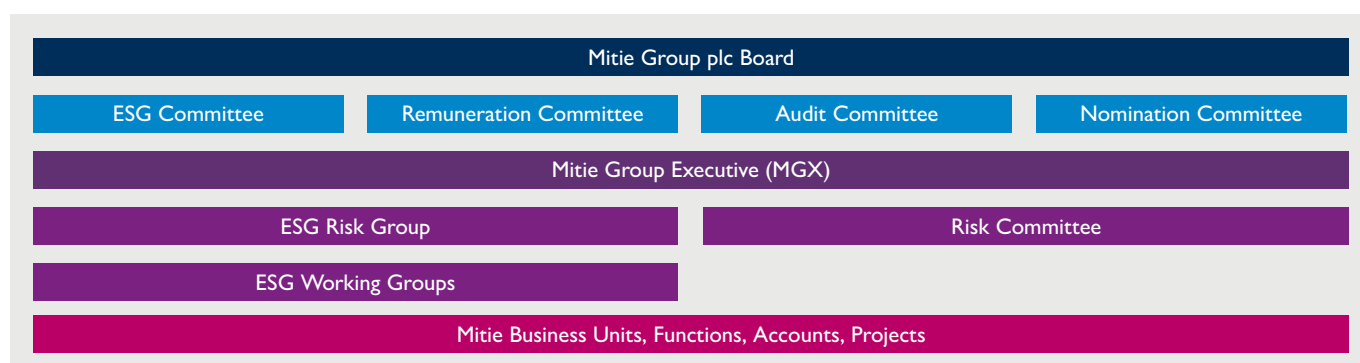 Mitie Group plc Board
ESG Committee
Remuneration Committee
Audit Committee
Nomination Committee
Mitie Group Executive (MGX)
ESG Risk Group
Risk Committee
ESG Working Groups
Mitie Business Units, Functions, Accounts, Projects